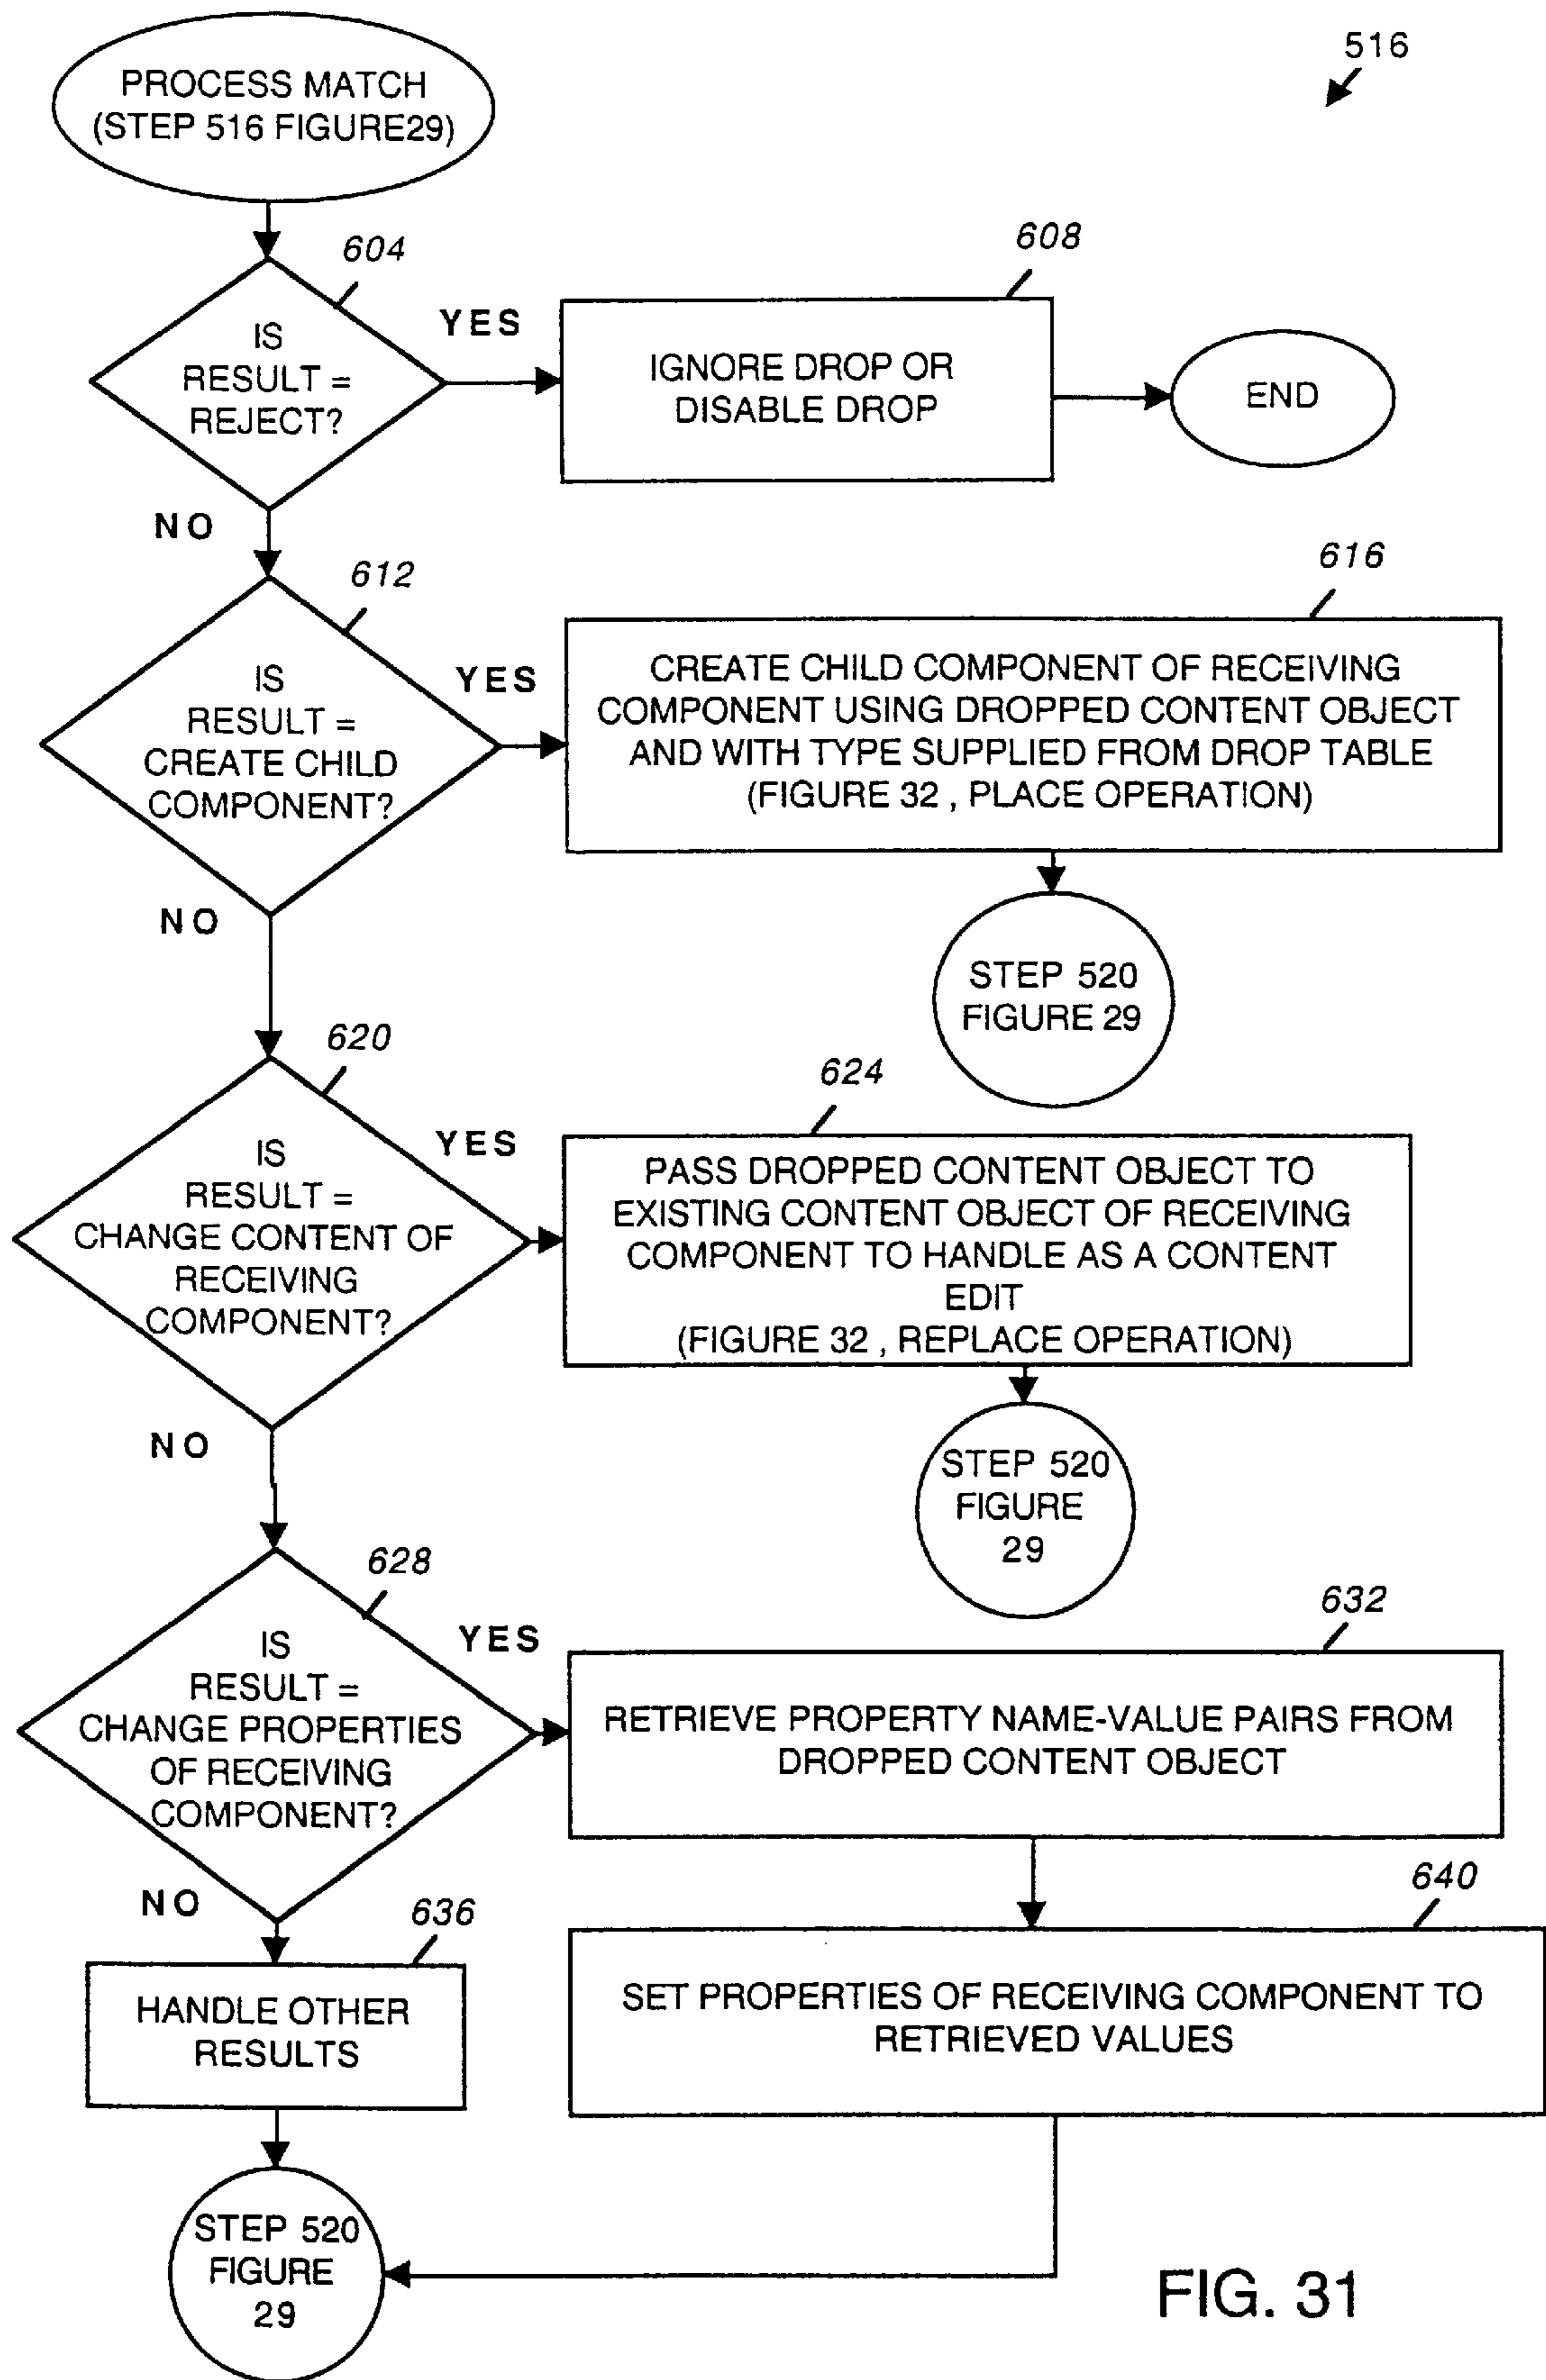 516
PROCESS MATCH
(STEP 516 FIGURE29)
604
IS
RESULT =
REJECT?
YES
608
IGNORE DROP OR
DISABLE DROP
END
NO
612
IS
RESULT =
CREATE CHILD
COMPONENT?
YES
616
CREATE CHILD COMPONENT OF RECEIVING
COMPONENT USING DROPPED CONTENT OBJECT
AND WITH TYPE SUPPLIED FROM DROP TABLE
(FIGURE 32 , PLACE OPERATION)
STEP 520
FIGURE 29
NO
620
IS
RESULT =
CHANGE CONTENT OF
RECEIVING
COMPONENT?
YES
624
PASS DROPPED CONTENT OBJECT TO
EXISTING CONTENT OBJECT OF RECEIVING
COMPONENT TO HANDLE AS A CONTENT
EDIT
(FIGURE 32 , REPLACE OPERATION)
STEP 520
FIGURE
29
NO
628
IS
RESULT =
CHANGE PROPERTIES
OF RECEIVING
COMPONENT?
YES
632
RETRIEVE PROPERTY NAME-VALUE PAIRS FROM
DROPPED CONTENT OBJECT
640
SET PROPERTIES OF RECEIVING COMPONENT TO
RETRIEVED VALUES
NO
636
HANDLE OTHER
RESULTS
STEP 520
FIGURE
29
FIG. 31